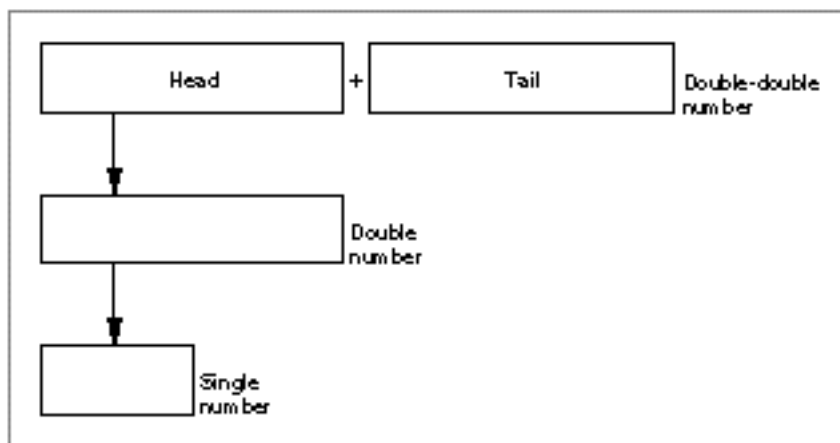 Head + Tail
Double-double
number
Double
number
Single
number